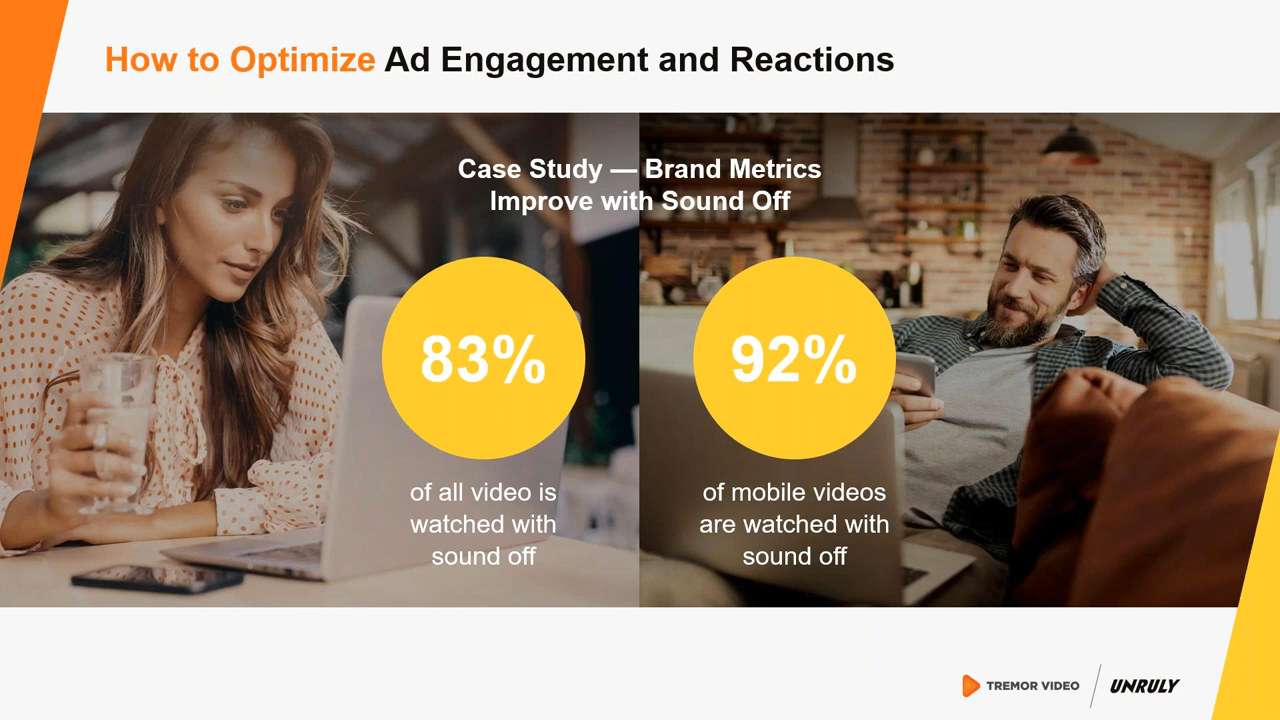 How to Optimize Ad Engagement and Reactions
Case Study — Brand Metrics
Improve with Sound Off
83%
of all video is
watched with
sound off
92%
of mobile videos
are watched with
sound off
TREMOR VIDEO
UNRULY